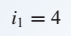 i₁ = 4